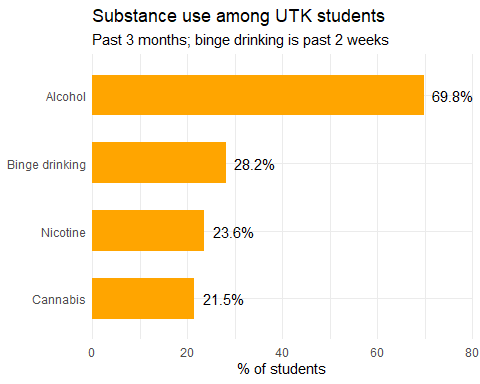 Substance use among UTK students
Past 3 months; binge drinking is past 2 weeks
Alcohol 69.8%
Binge drinking 28.2%
Nicotine 23.6%
Cannabis 21.5%
0 20 40 60 80
% of students